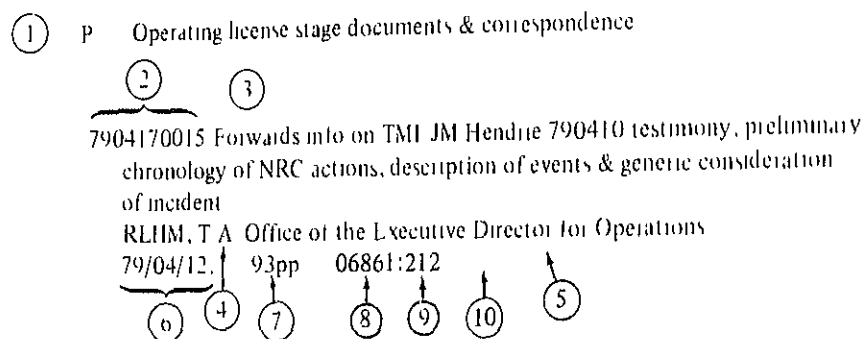 ① P Operating license stage documents & correspondence
② ③
7904170015 Forwards info on TMI JM Hendrie 790410 testimony, preliminary
chronology of NRC actions, description of events & generic consideration
of incident
REHM, T A Office of the Executive Director for Operations
79/04/12. 93pp 06861:212
⑥ ④ ⑦ ⑧ ⑨ ⑩ ⑤